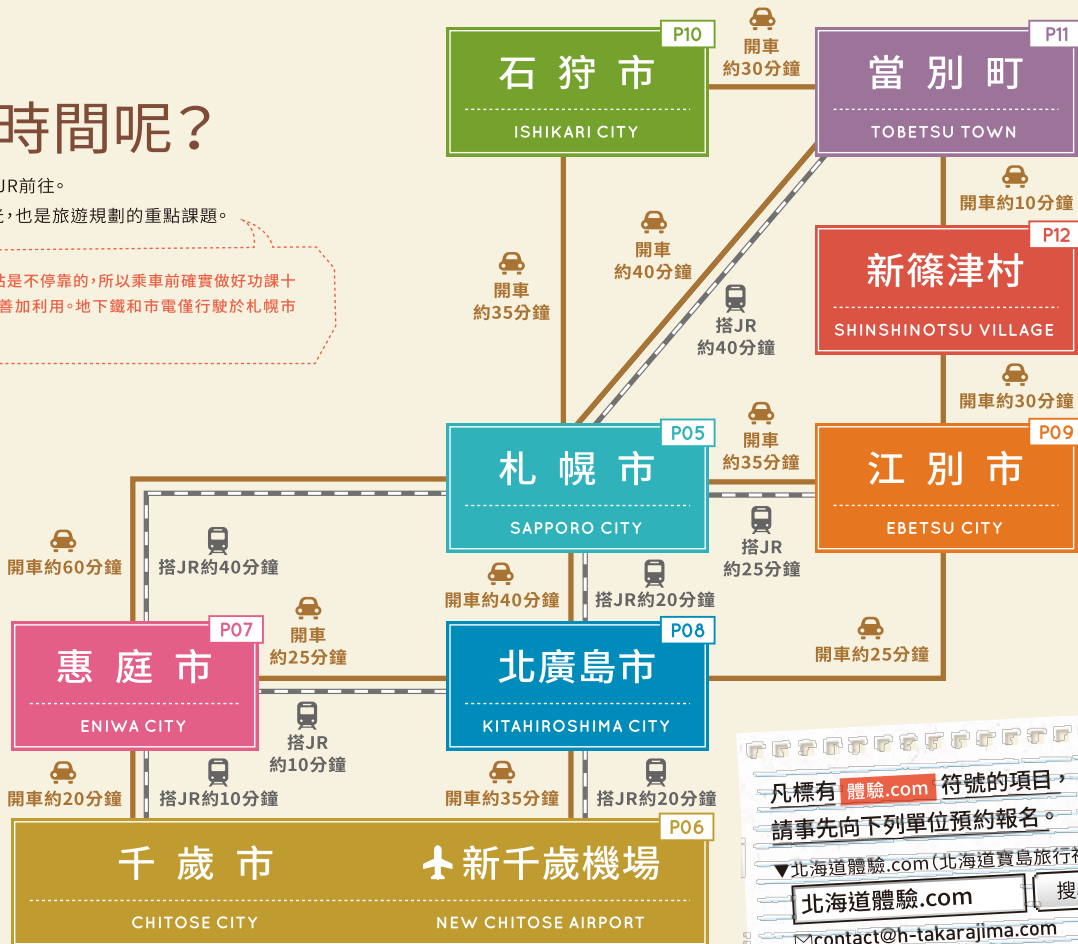 時間呢？
JR前往。
，也是旅遊規劃的重點課題。
點是不停靠的，所以乘車前確實做好功課十
善加利用。地下鐵和市電僅行駛於札幌市
P10
石狩市
ISHIKARI CITY
開車
約30分鐘
P11
當別町
TOBETSU TOWN
開車約10分鐘
開車
約40分鐘
開車
約35分鐘
搭JR
約40分鐘
P12
新篠津村
SHINSHINOTSU VILLAGE
開車約30分鐘
P05
札幌市
SAPPORO CITY
開車
約35分鐘
搭JR
約25分鐘
P09
江別市
EBETSU CITY
開車約60分鐘
搭JR約40分鐘
開車約40分鐘
搭JR約20分鐘
開車約25分鐘
P07
惠庭市
ENIWA CITY
開車
約25分鐘
搭JR
約10分鐘
P08
北廣島市
KITAHIROSHIMA CITY
開車約20分鐘
搭JR約10分鐘
開車約35分鐘
搭JR約20分鐘
P06
千歲市
CHITOSE CITY
新千歲機場
NEW CHITOSE AIRPORT
凡標有 體驗.com 符號的項目，
請事先向下列單位預約報名。
▼北海道體驗.com（北海道寶島旅行社
北海道體驗.com
搜
contact@h-takarajima.com